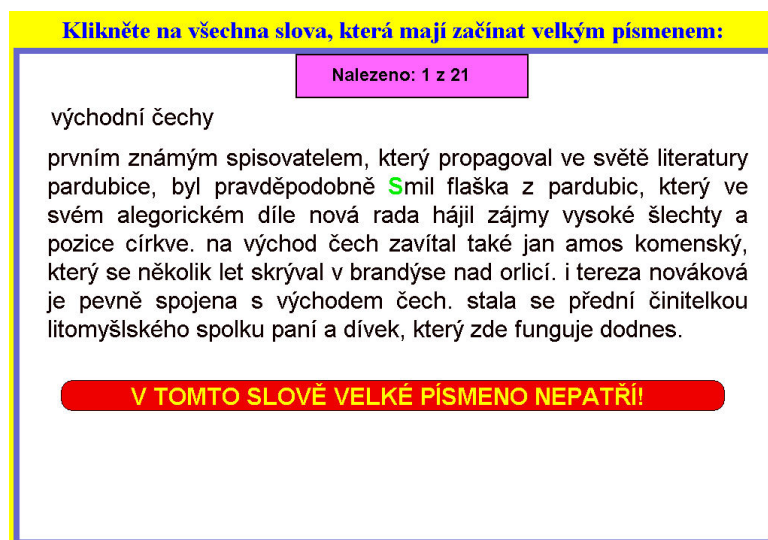 Klikněte na všechna slova, která mají začínat velkým písmenem:
Nalezeno: 1 z 21
východní čechy
prvním známým spisovatelem, který propagoval ve světě literatury
pardubice, byl pravděpodobně Smil flaška z pardubic, který ve
svém alegorickém díle nová rada hájil zájmy vysoké šlechty a
pozice církve. na východ čech zavítal také jan amos komenský,
který se několik let skrýval v brandýse nad orlicí. i tereza nováková
je pevně spojena s východem čech. stala se přední činitelkou
litomyšlského spolku paní a dívek, který zde funguje dodnes.
V TOMTO SLOVĚ VELKÉ PÍSMENO NEPATŘÍ!